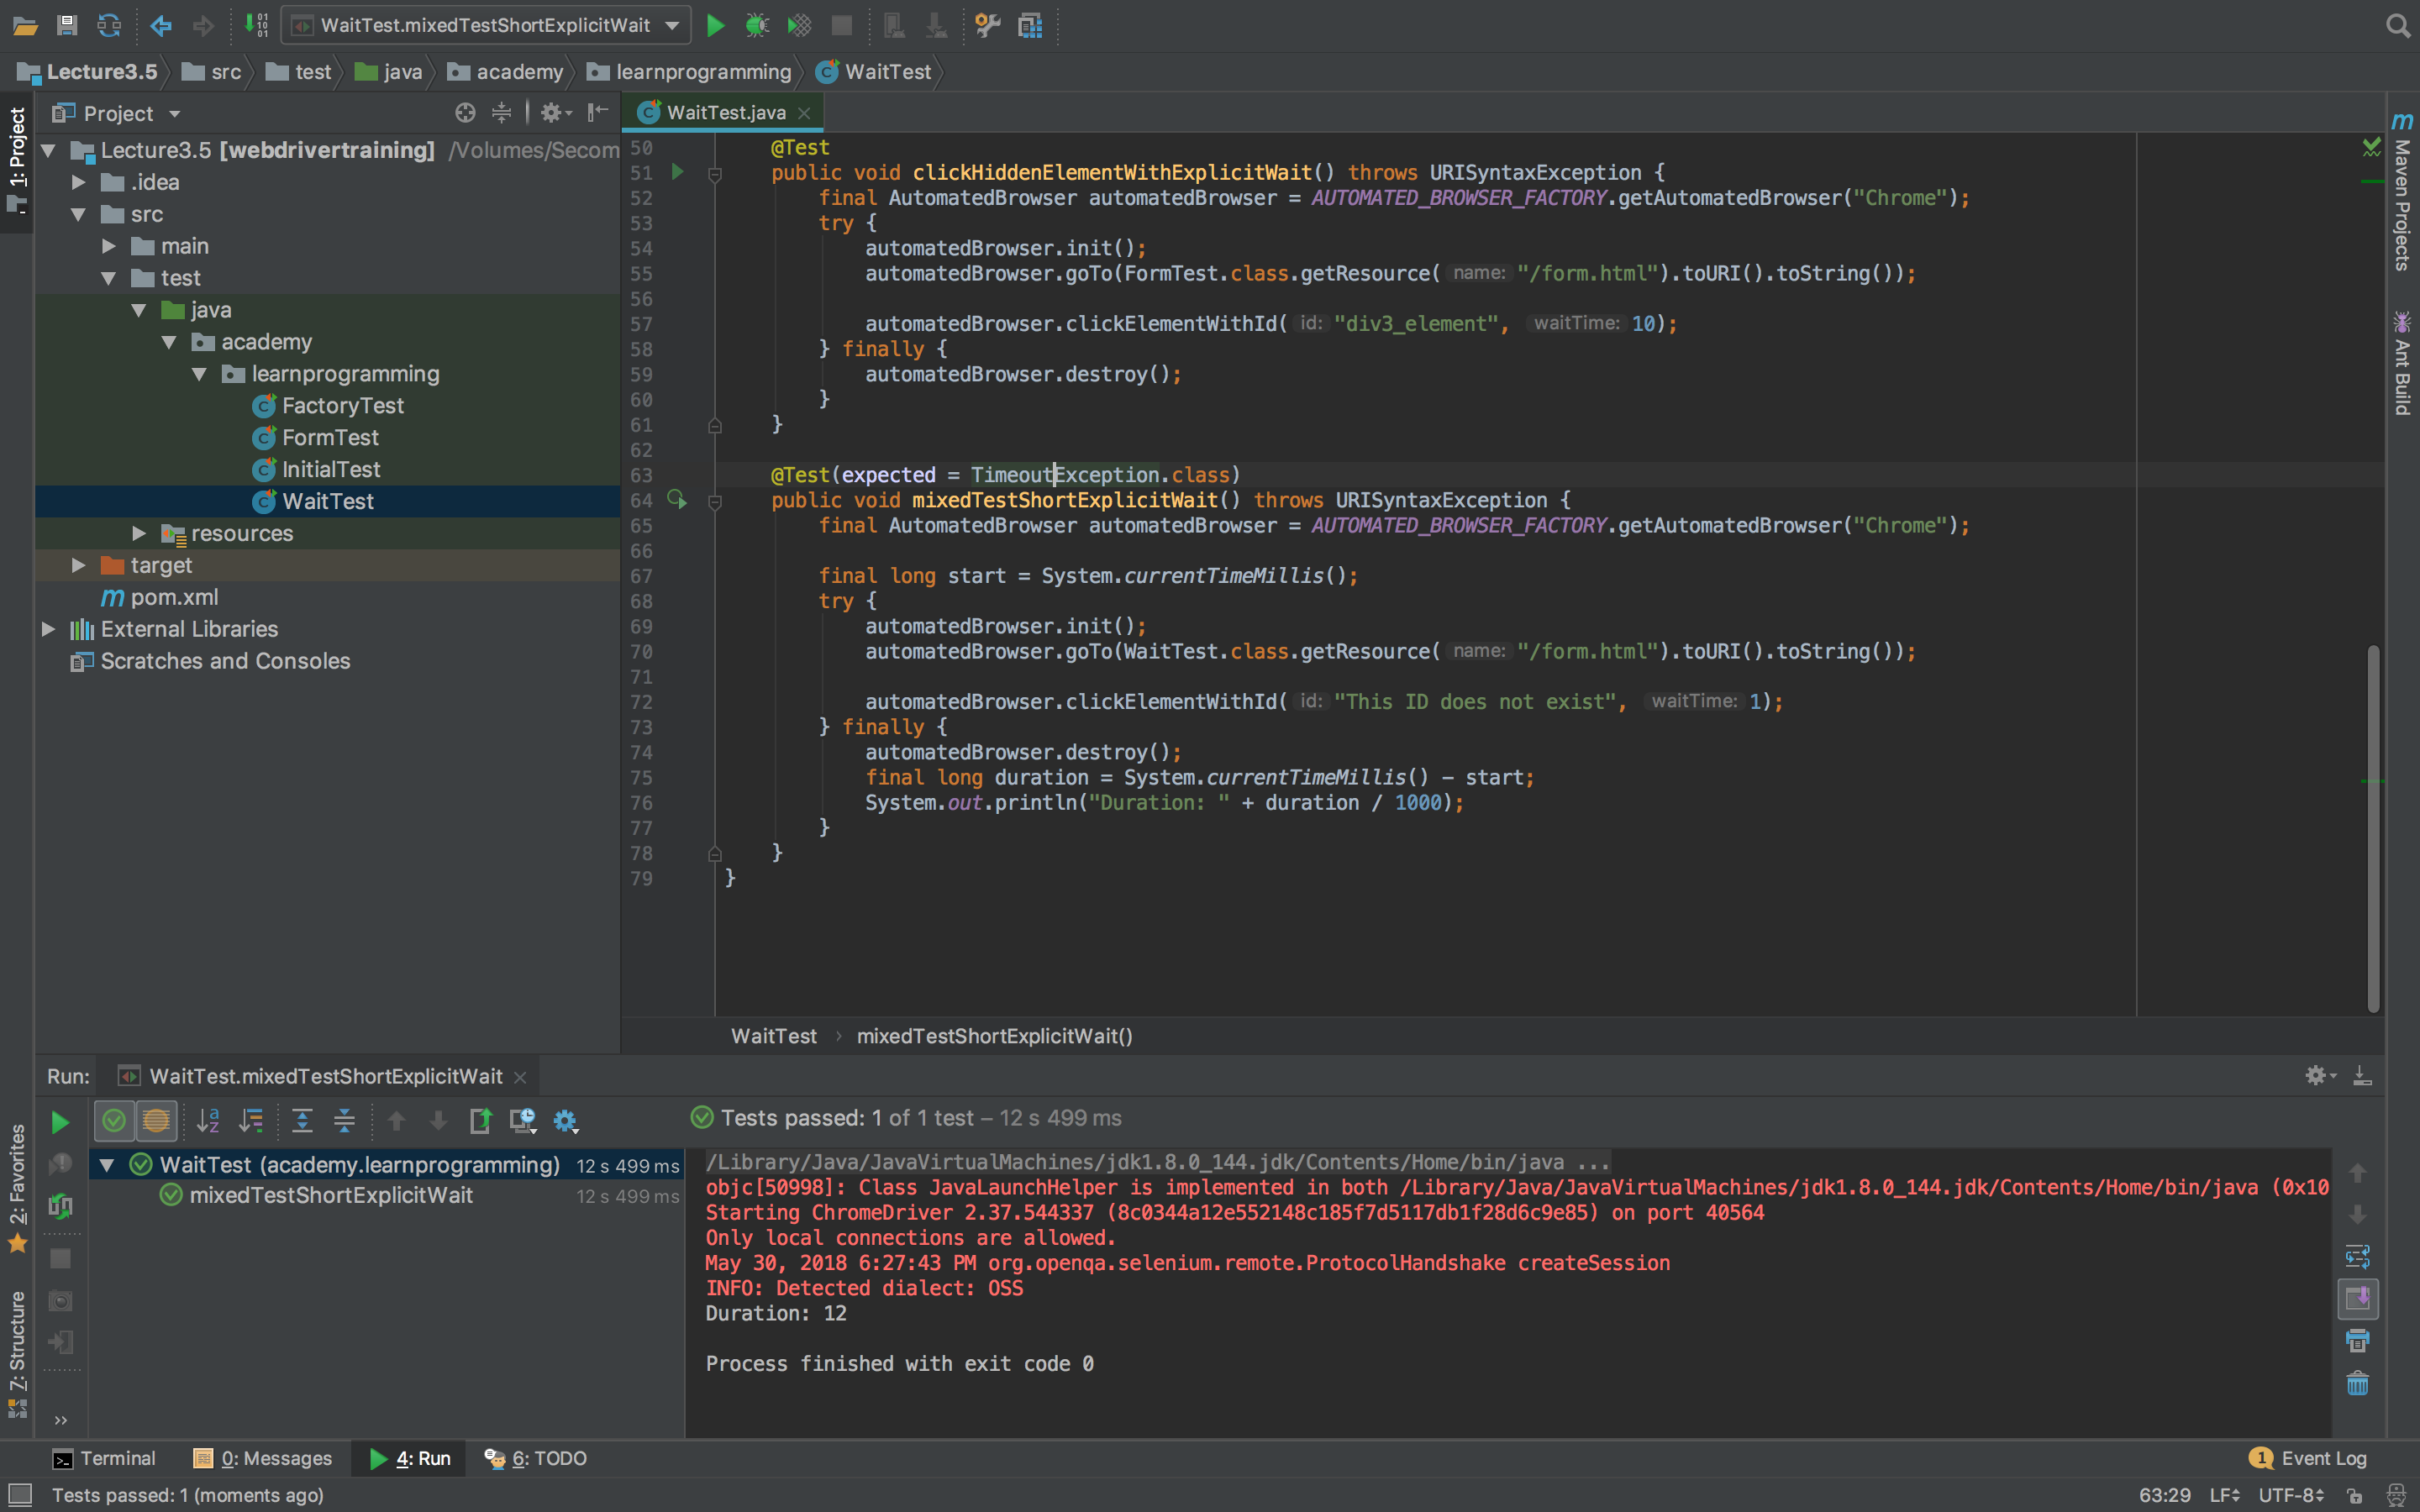 WaitTest.mixedTestShortExplicitWait
Lecture3.5 src test java academy learnprogramming WaitTest
1: Project
Project
Lecture3.5 [webdrivertraining] /Volumes/Secom
.idea
src
main
test
java
academy
learnprogramming
FactoryTest
FormTest
InitialTest
WaitTest
resources
target
pom.xml
External Libraries
Scratches and Consoles
WaitTest.java
50 @Test
51 public void clickHiddenElementWithExplicitWait() throws URISyntaxException {
52 final AutomatedBrowser automatedBrowser = AUTOMATED_BROWSER_FACTORY.getAutomatedBrowser("Chrome");
53 try {
54 automatedBrowser.init();
55 automatedBrowser.goTo(FormTest.class.getResource( name: "/form.html").toURI().toString());
56
57 automatedBrowser.clickElementWithId( id: "div3_element", waitTime: 10);
58 } finally {
59 automatedBrowser.destroy();
60 }
61 }
62
63 @Test(expected = TimeoutException.class)
64 public void mixedTestShortExplicitWait() throws URISyntaxException {
65 final AutomatedBrowser automatedBrowser = AUTOMATED_BROWSER_FACTORY.getAutomatedBrowser("Chrome");
66
67 final long start = System.currentTimeMillis();
68 try {
69 automatedBrowser.init();
70 automatedBrowser.goTo(WaitTest.class.getResource( name: "/form.html").toURI().toString());
71
72 automatedBrowser.clickElementWithId( id: "This ID does not exist", waitTime: 1);
73 } finally {
74 automatedBrowser.destroy();
75 final long duration = System.currentTimeMillis() - start;
76 System.out.println("Duration: " + duration / 1000);
77 }
78 }
79 }
WaitTest › mixedTestShortExplicitWait()
Maven Projects
Ant Build
Run: WaitTest.mixedTestShortExplicitWait
Tests passed: 1 of 1 test – 12 s 499 ms
WaitTest (academy.learnprogramming) 12 s 499 ms
mixedTestShortExplicitWait 12 s 499 ms
/Library/Java/JavaVirtualMachines/jdk1.8.0_144.jdk/Contents/Home/bin/java ...
objc[50998]: Class JavaLaunchHelper is implemented in both /Library/Java/JavaVirtualMachines/jdk1.8.0_144.jdk/Contents/Home/bin/java (0x10
Starting ChromeDriver 2.37.544337 (8c0344a12e552148c185f7d5117db1f28d6c9e85) on port 40564
Only local connections are allowed.
May 30, 2018 6:27:43 PM org.openqa.selenium.remote.ProtocolHandshake createSession
INFO: Detected dialect: OSS
Duration: 12
Process finished with exit code 0
2: Favorites
7: Structure
Terminal 0: Messages 4: Run 6: TODO 1 Event Log
Tests passed: 1 (moments ago) 63:29 LF UTF-8